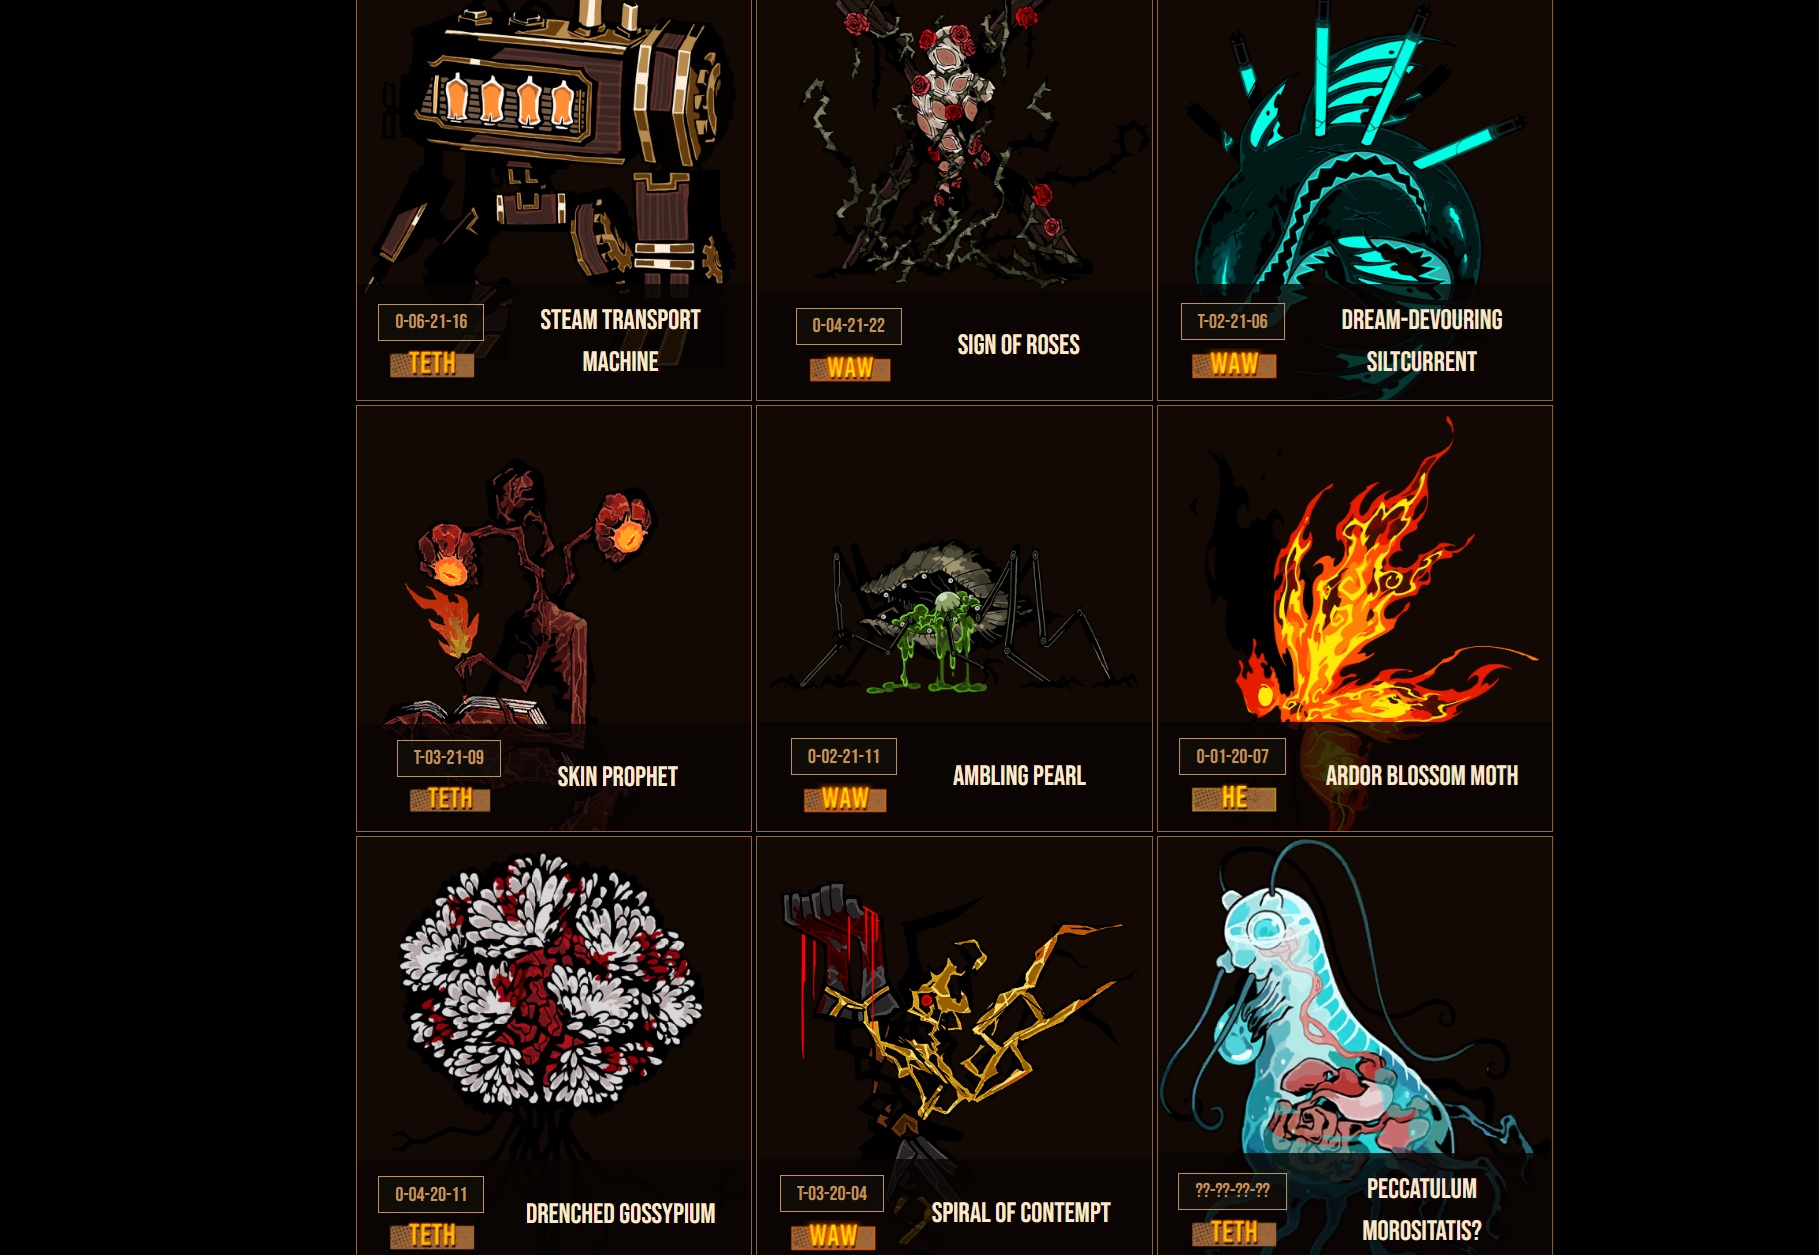 0-06-21-16
TETH
STEAM TRANSPORT
MACHINE
0-04-21-22
WAW
SIGN OF ROSES
T-02-21-06
WAW
DREAM-DEVOURING
SILTCURRENT
T-03-21-09
TETH
SKIN PROPHET
0-02-21-11
WAW
AMBLING PEARL
0-01-20-07
HE
ARDOR BLOSSOM MOTH
0-04-20-11
TETH
DRENCHED GOSSYPIUM
T-03-20-04
WAW
SPIRAL OF CONTEMPT
??-??-??-??
TETH
PECCATULUM
MOROSITATIS?